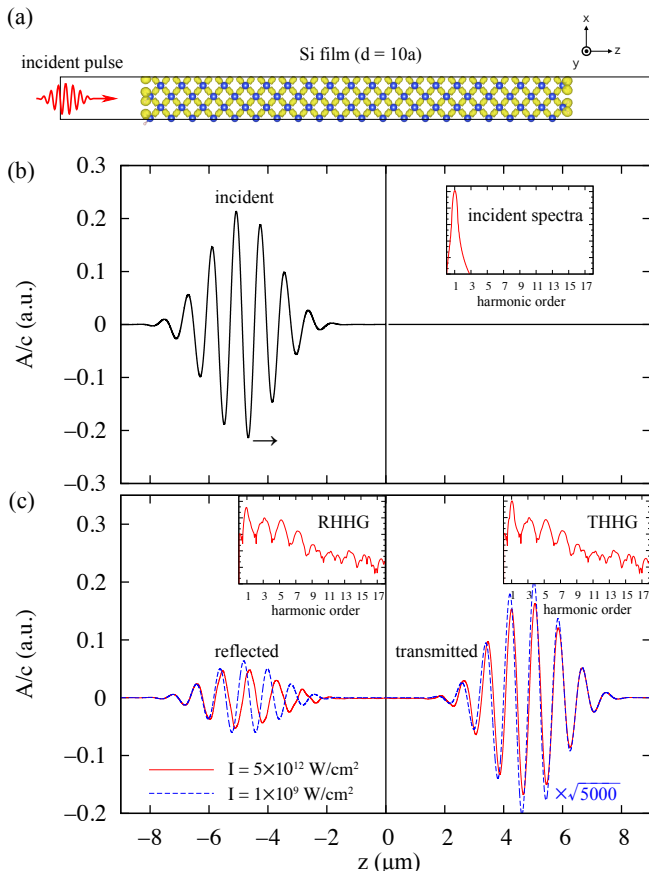 (a)
x
z
y
Si film (d = 10a)
incident pulse
(b)
0.3
0.2
0.1
0
−0.1
−0.2
−0.3
A/c (a.u.)
incident
→
incident spectra
1 3 5 7 9 11 13 15 17
harmonic order
(c)
0.3
0.2
0.1
0
−0.1
0.2
A/c (a.u.)
RHHG
1 3 5 7 9 11 13 15 17
harmonic order
THHG
1 3 5 7 9 11 13 15 17
harmonic order
reflected
transmitted
I = 5×10¹² W/cm²
I = 1×10⁹ W/cm²
×√5000
−8 −6 −4 −2 0 2 4 6 8
z (μm)